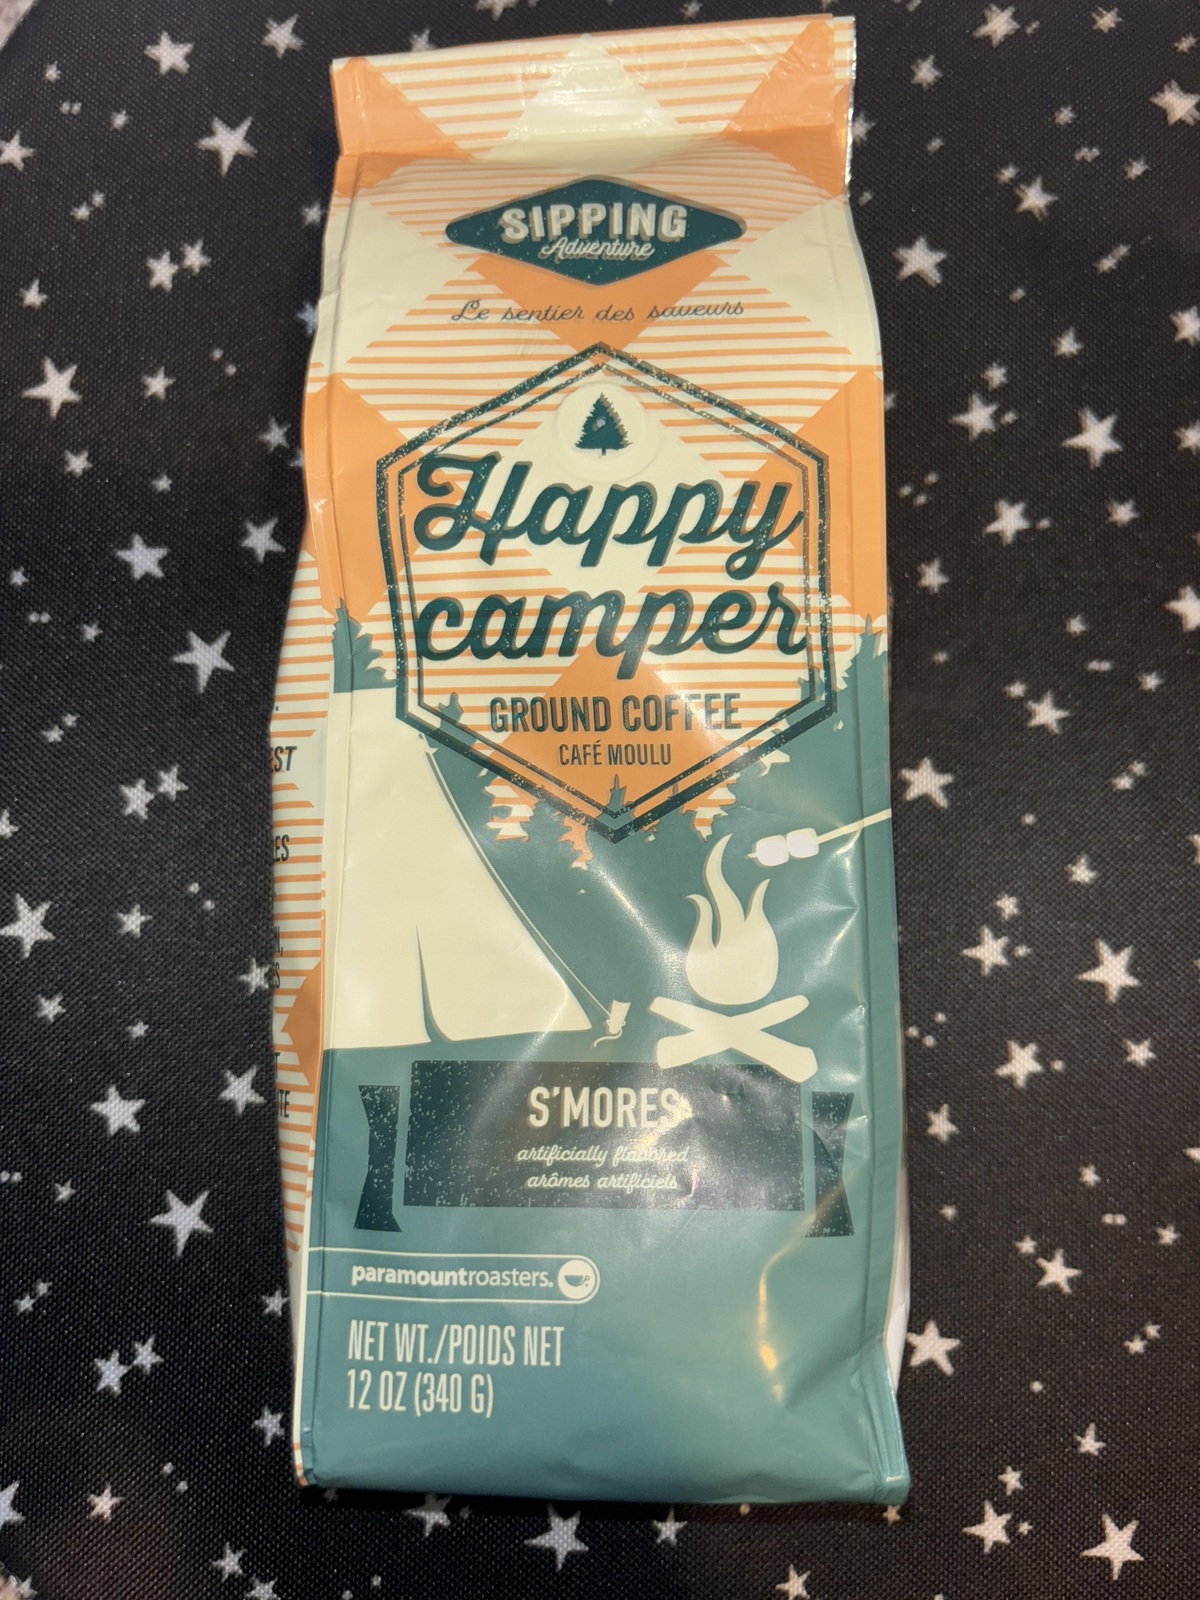 SIPPING
Adventure
Le sentier des saveurs
Happy
camper
GROUND COFFEE
CAFÉ MOULU
S'MORES
artificially flavored
arômes artificiels
paramountroasters.
NET WT./POIDS NET
12 OZ (340 G)